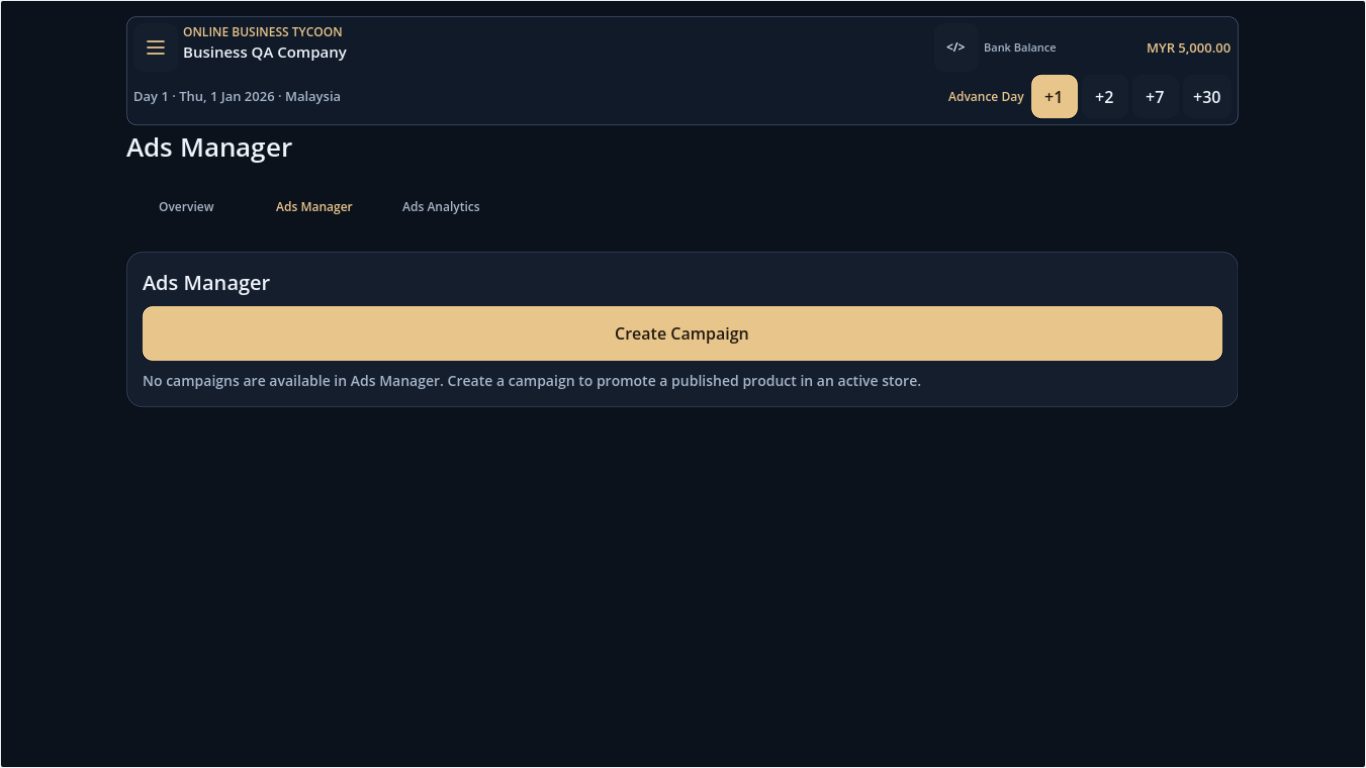 ONLINE BUSINESS TYCOON
Business QA Company
</> Bank Balance MYR 5,000.00
Day 1 · Thu, 1 Jan 2026 · Malaysia
Advance Day +1 +2 +7 +30
Ads Manager
Overview Ads Manager Ads Analytics
Ads Manager
Create Campaign
No campaigns are available in Ads Manager. Create a campaign to promote a published product in an active store.